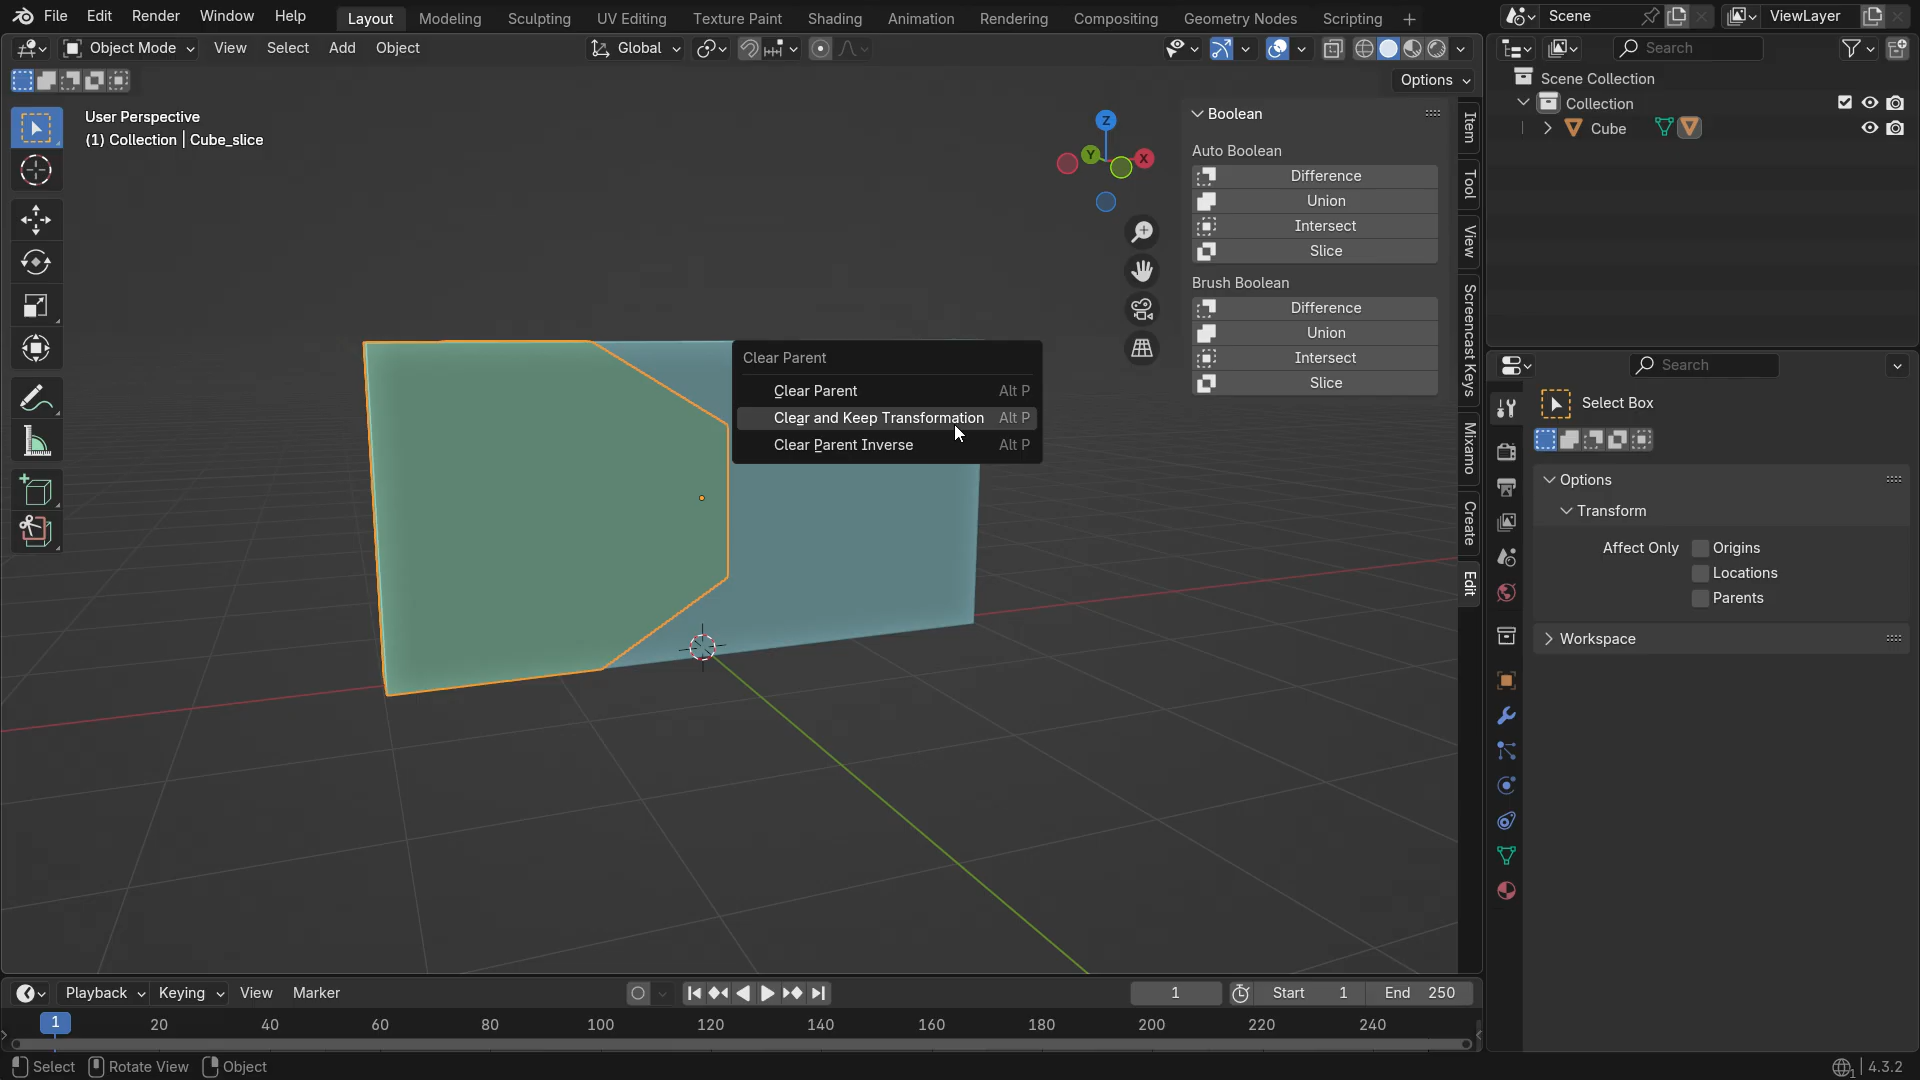 File Edit Render Window Help Layout Modeling Sculpting UV Editing Texture Paint Shading Animation Rendering Compositing Geometry Nodes Scripting + Scene ViewLayer
Object Mode View Select Add Object Global Search
Options
User Perspective
(1) Collection | Cube_slice
Z
Y
X
Boolean
Auto Boolean
Difference
Union
Intersect
Slice
Brush Boolean
Difference
Union
Intersect
Slice
Item
Tool
View
Screencast Keys
Mixamo
Create
Edit
Clear Parent
Clear Parent Alt P
Clear and Keep Transformation Alt P
Clear Parent Inverse Alt P
Scene Collection
Collection
Cube
Search
Select Box
Options
Transform
Affect Only Origins
Locations
Parents
Workspace
Playback Keying View Marker 1 Start 1 End 250
1 20 40 60 80 100 120 140 160 180 200 220 240
Select Rotate View Object 4.3.2